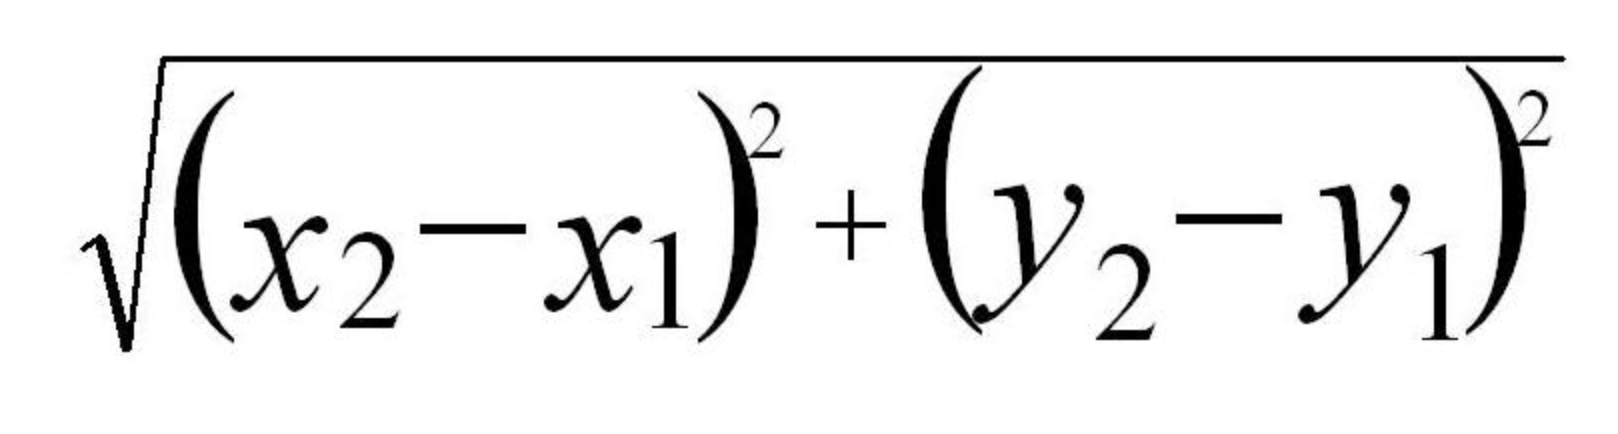 √(x₂−x₁)² + (y₂−y₁)²